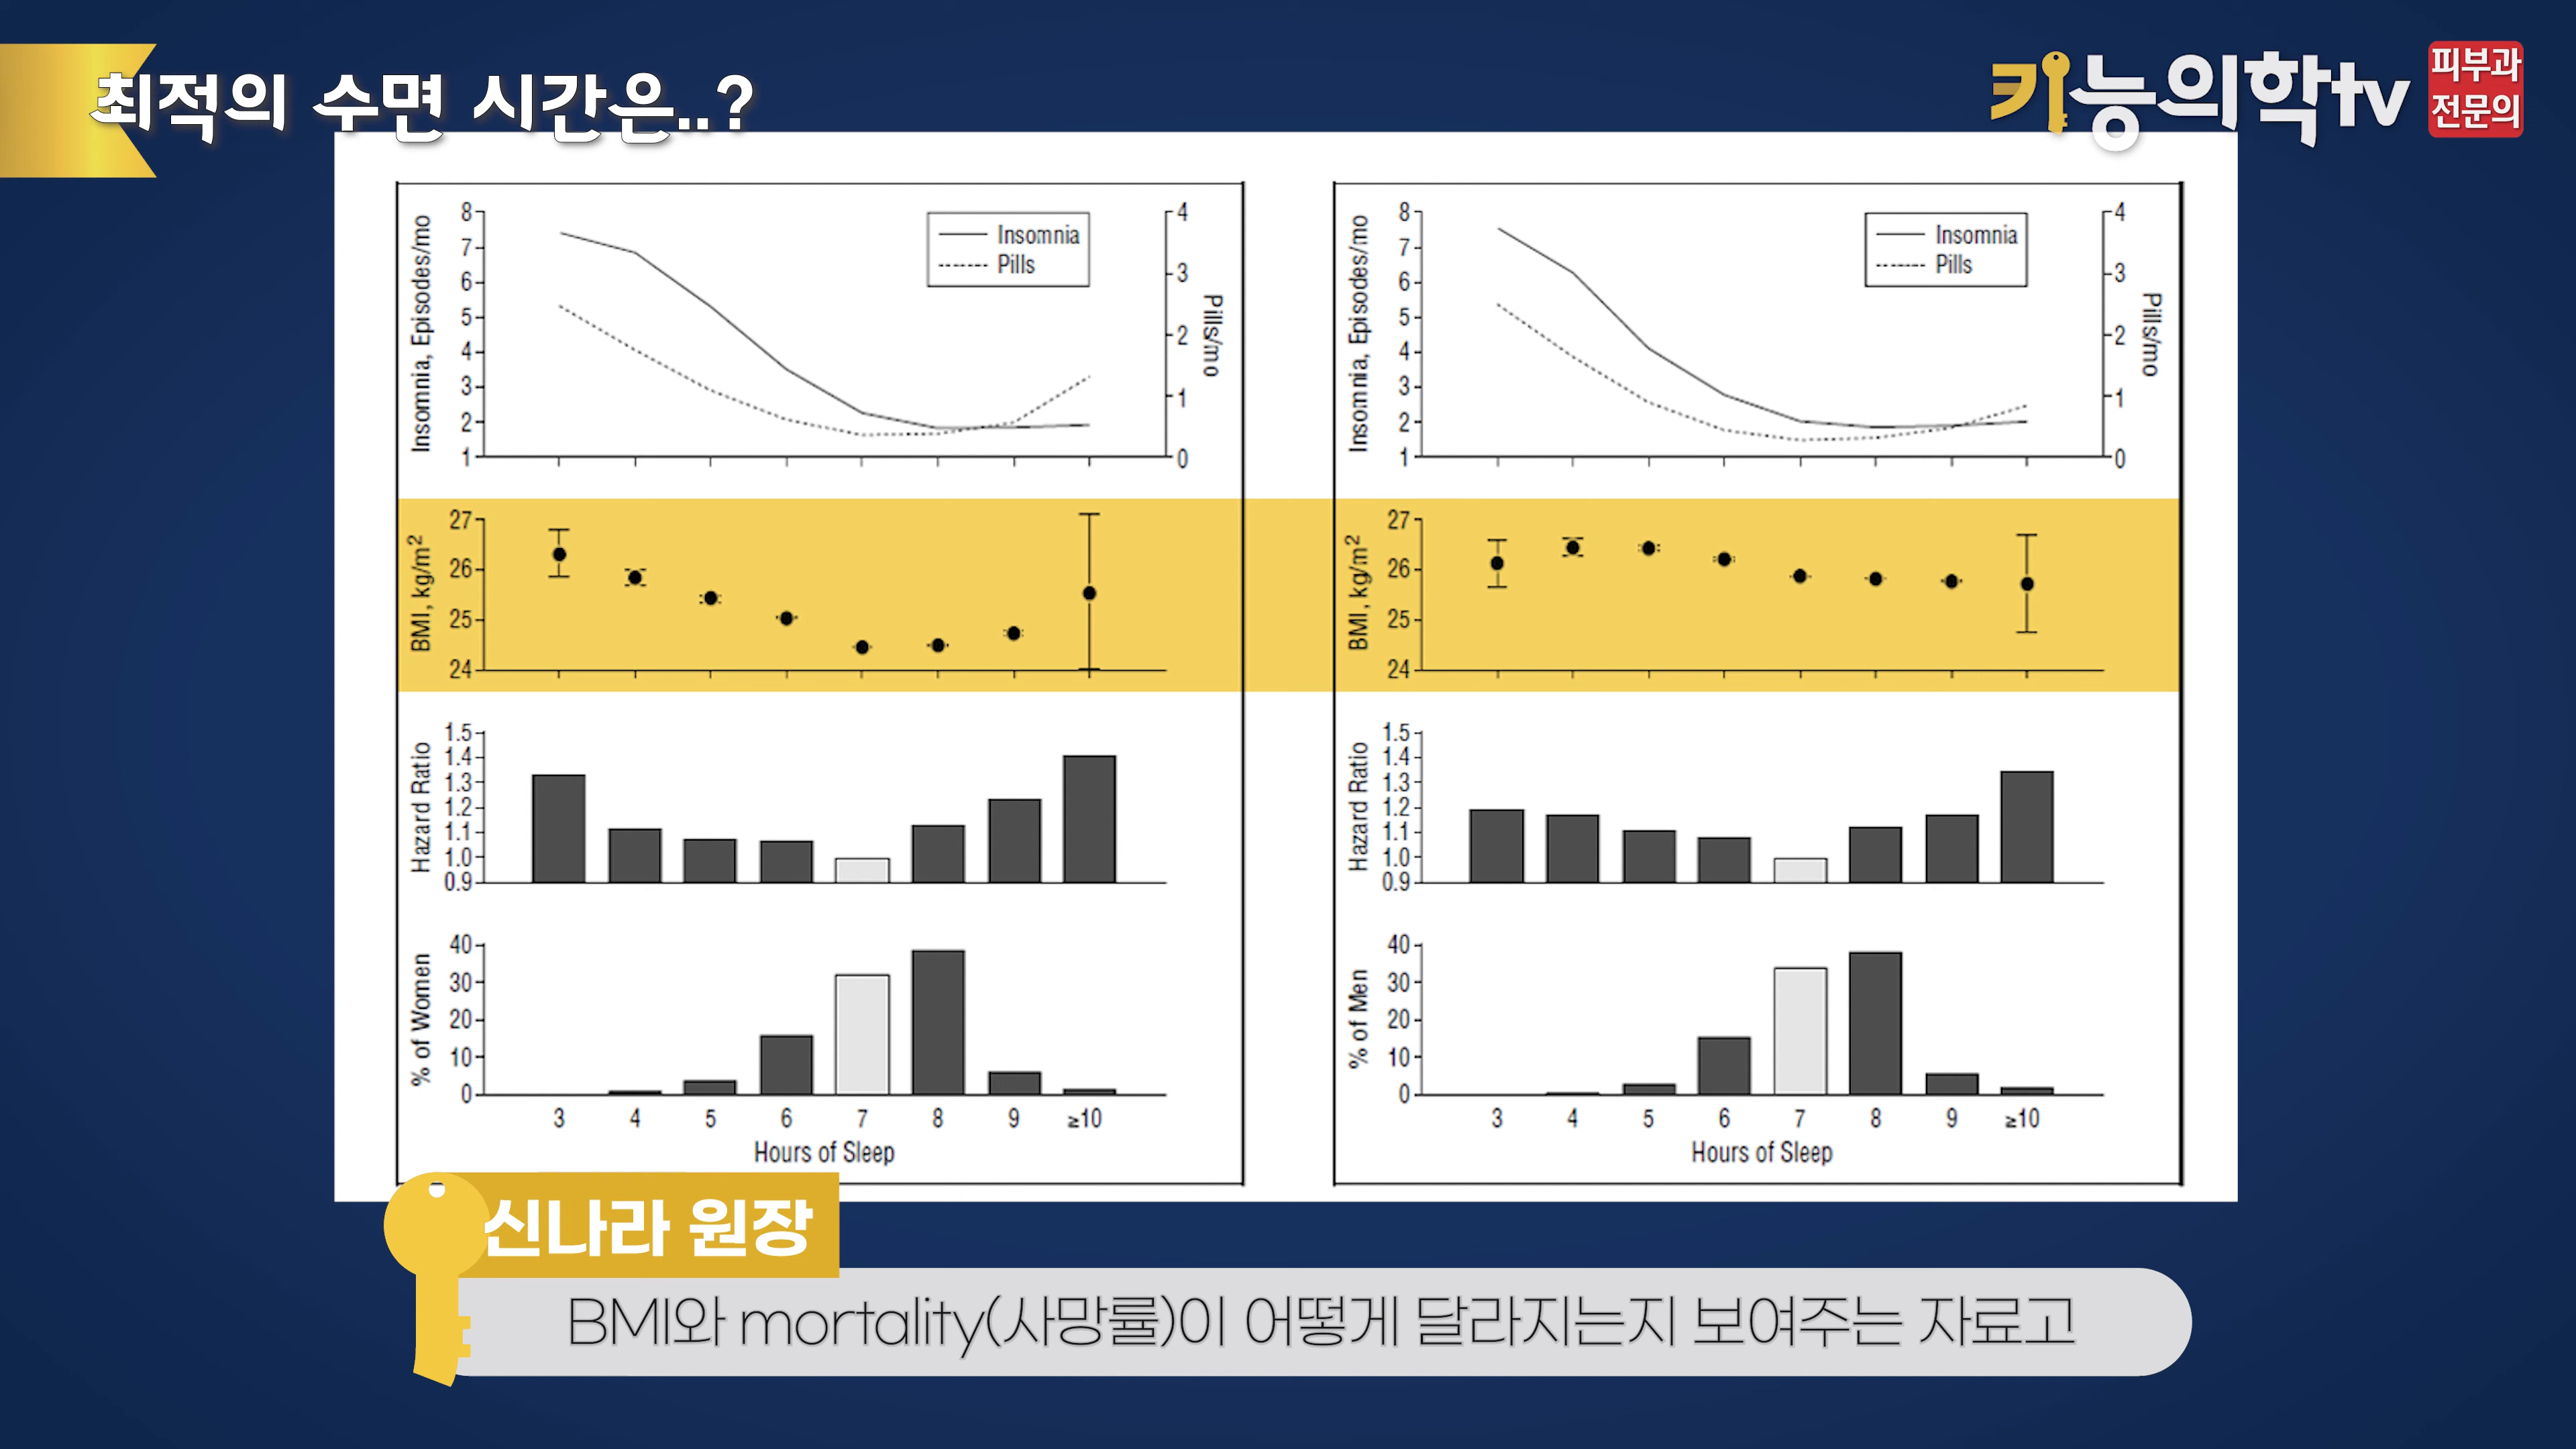 최적의 수면 시간은..?
키능의학tv
피부과
전문의
Insomnia, Episodes/mo
8
7
6
5
4
3
2
1
Insomnia
Pills
4
3
2
1
0
Pills/mo
BMI, kg/m²
27
26
25
24
Hazard Ratio
1.5
1.4
1.3
1.2
1.1
1.0
0.9
% of Women
40
30
20
10
0
3 4 5 6 7 8 9 ≥10
Hours of Sleep
Insomnia, Episodes/mo
8
7
6
5
4
3
2
1
Insomnia
Pills
4
3
2
1
0
Pills/mo
BMI, kg/m²
27
26
25
24
Hazard Ratio
1.5
1.4
1.3
1.2
1.1
1.0
0.9
% of Men
40
30
20
10
0
3 4 5 6 7 8 9 ≥10
Hours of Sleep
신나라 원장
BMI와 mortality(사망률)이 어떻게 달라지는지 보여주는 자료고